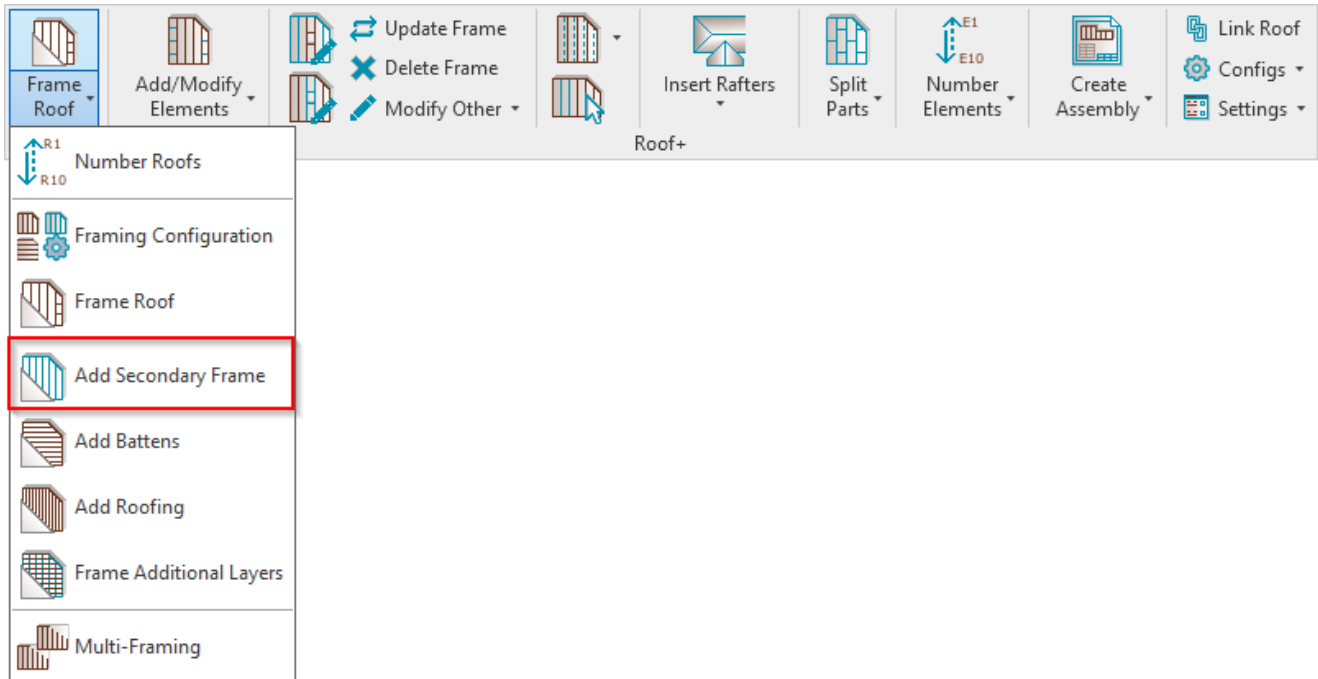 Frame
Roof
Add/Modify
Elements
Update Frame
Delete Frame
Modify Other
Insert Rafters
Split
Parts
E1
E10
Number
Elements
Create
Assembly
Link Roof
Configs
Settings
Roof+
R1
R10
Number Roofs
Framing Configuration
Frame Roof
Add Secondary Frame
Add Battens
Add Roofing
Frame Additional Layers
Multi-Framing